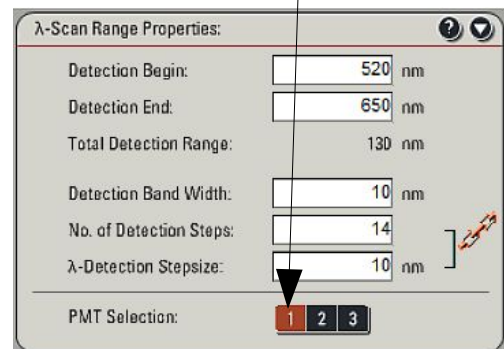 λ-Scan Range Properties: ?
Detection Begin: 520 nm
Detection End: 650 nm
Total Detection Range: 130 nm
Detection Band Width: 10 nm
No. of Detection Steps: 14
λ-Detection Stepsize: 10 nm
PMT Selection: 1 2 3